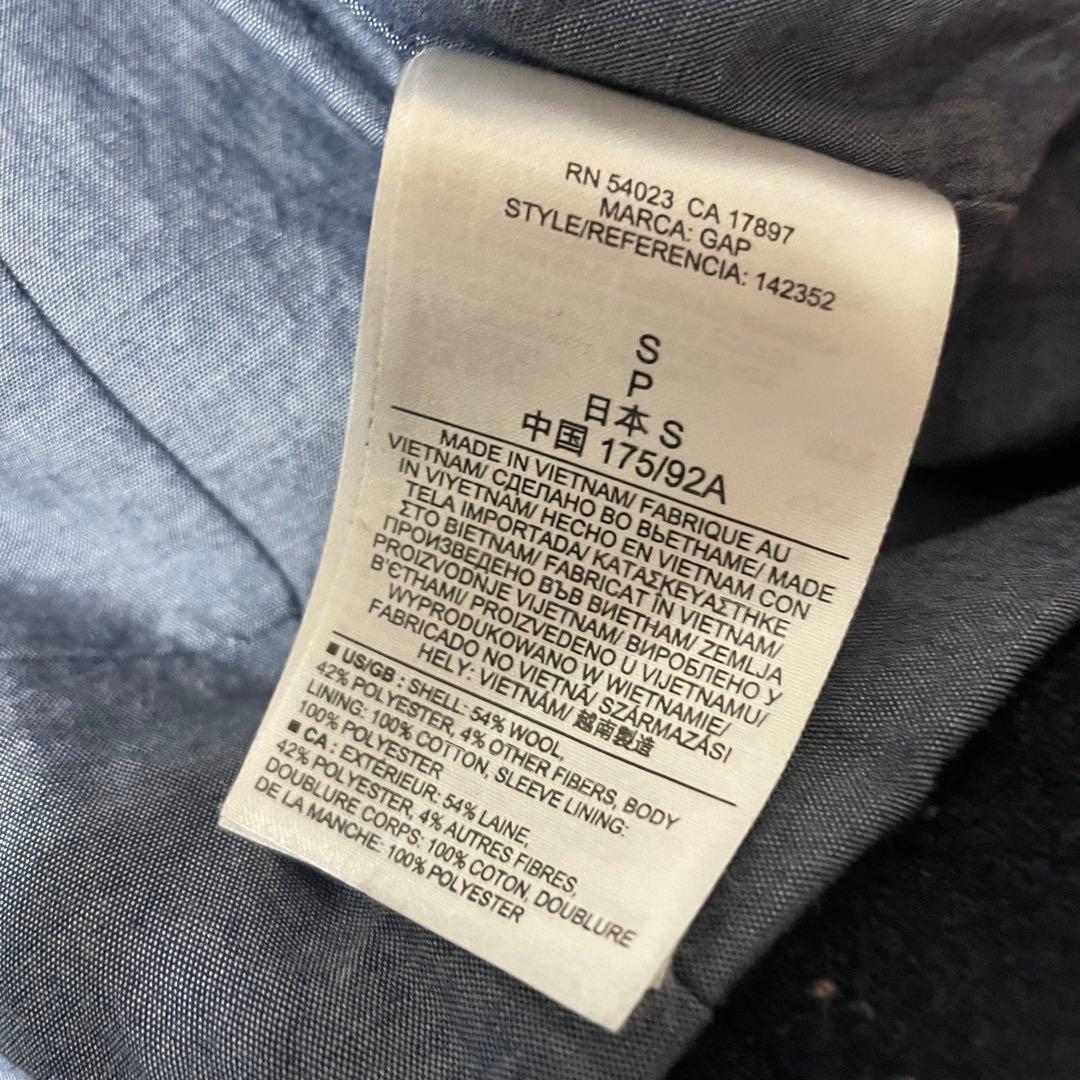 RN 54023 CA 17897
MARCA: GAP
STYLE/REFERENCIA: 142352
S
P
日本 S
中国 175/92A
MADE IN VIETNAM/ FABRIQUE AU
VIETNAM/ СДЕЛАНО ВО ВЬЕТНАМЕ/ MADE
IN VIYETNAM/ HECHO EN VIETNAM CON
TELA IMPORTADA/ ΚΑΤΑΣΚΕΥΑΣΤΗΚΕ
ΣΤΟ ΒΙΕΤΝΑΜ/ FABRICAT ÎN VIETNAM/
ПРОИЗВЕДЕНО ВЪВ ВИЕТНАМ/ ZEMLJA
PROIZVODNJE VIJETNAM/ ВИРОБЛЕНО У
В'ЄТНАМІ/ PROIZVEDENO U VIJETNAMU/
WYPRODUKOWANO W WIETNAMIE/
FABRICADO NO VIETNÃ/ SZÁRMAZÁSI
HELY: VIETNÁM/ 越南製造
■ US/GB : SHELL: 54% WOOL,
42% POLYESTER, 4% OTHER FIBERS, BODY
LINING: 100% COTTON, SLEEVE LINING:
100% POLYESTER
■ CA : EXTÉRIEUR: 54% LAINE,
42% POLYESTER, 4% AUTRES FIBRES,
DOUBLURE CORPS: 100% COTON, DOUBLURE
DE LA MANCHE: 100% POLYESTER